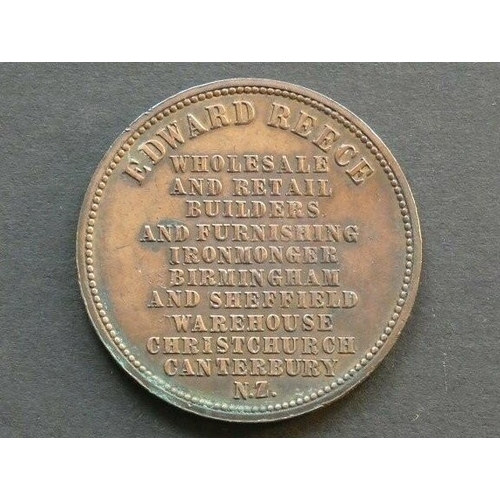 EDWARD REECE
WHOLESALE
AND RETAIL
BUILDERS
AND FURNISHING
IRONMONGER
BIRMINGHAM
AND SHEFFIELD
WAREHOUSE
CHRISTCHURCH
CANTERBURY
N.Z.